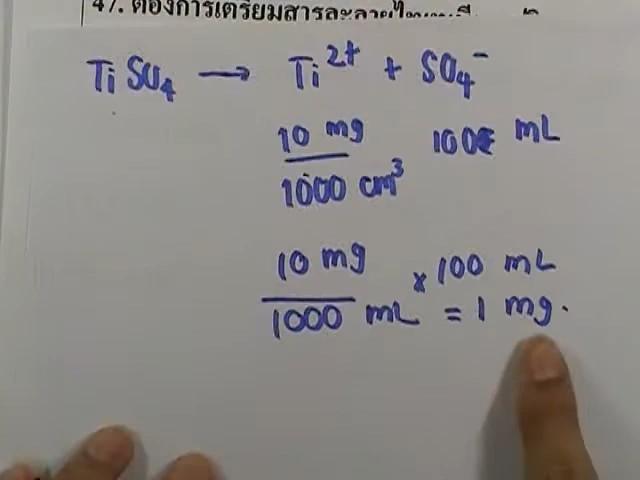 47. ต้องการเตรียมสารละลาย
TiSO₄ → Ti²⁺ + SO₄⁻
10 mg 100 mL
1000 cm³
10 mg × 100 mL
1000 mL = 1 mg.